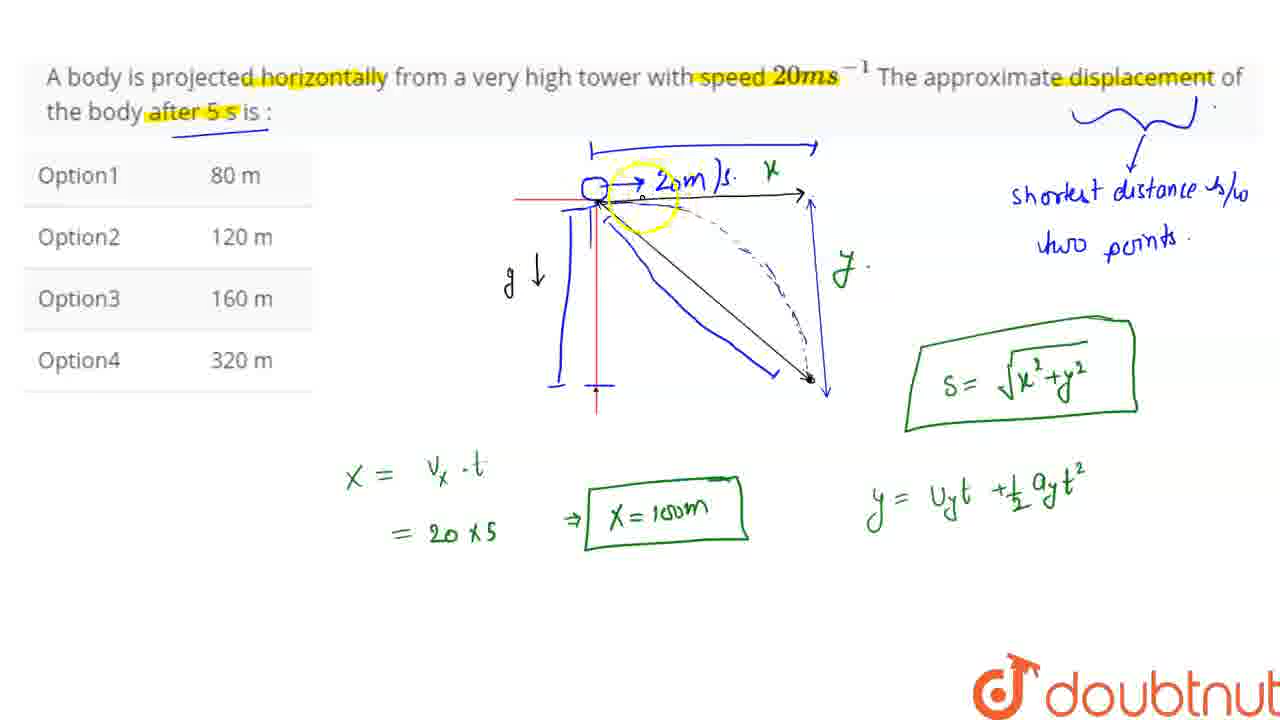 A body is projected horizontally from a very high tower with speed 20ms⁻¹ The approximate displacement of
the body after 5 s is :
Option1 80 m
Option2 120 m
Option3 160 m
Option4 320 m
20m/s. x
g ↓
y.
shortest distance b/w
two points.
S = √x²+y²
x = Vx . t
= 20 x 5
⇒ x = 100m
y = Uyt + 1/2 ayt²
doubtnut